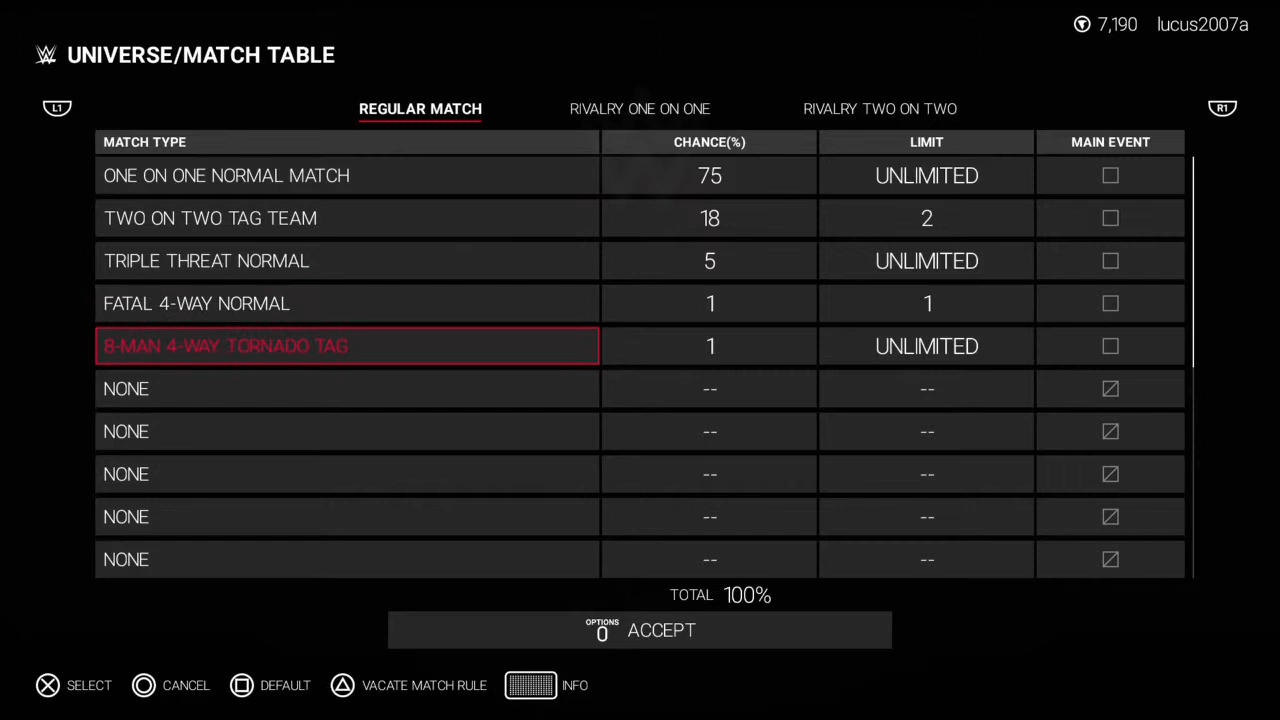 7,190 lucus2007a
UNIVERSE/MATCH TABLE
L1 REGULAR MATCH RIVALRY ONE ON ONE RIVALRY TWO ON TWO R1
MATCH TYPE CHANCE(%) LIMIT MAIN EVENT
ONE ON ONE NORMAL MATCH 75 UNLIMITED
TWO ON TWO TAG TEAM 18 2
TRIPLE THREAT NORMAL 5 UNLIMITED
FATAL 4-WAY NORMAL 1 1
8-MAN 4-WAY TORNADO TAG 1 UNLIMITED
NONE -- --
NONE -- --
NONE -- --
NONE -- --
NONE -- --
TOTAL 100%
OPTIONS ACCEPT
SELECT CANCEL DEFAULT VACATE MATCH RULE INFO